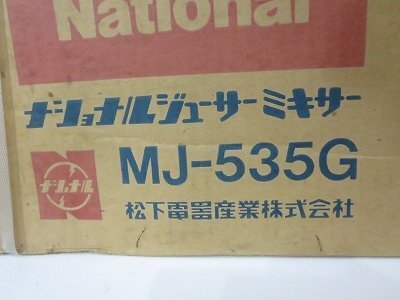 National
ナショナルジューサーミキサー
ナショナル
MJ-535G
松下電器産業株式会社